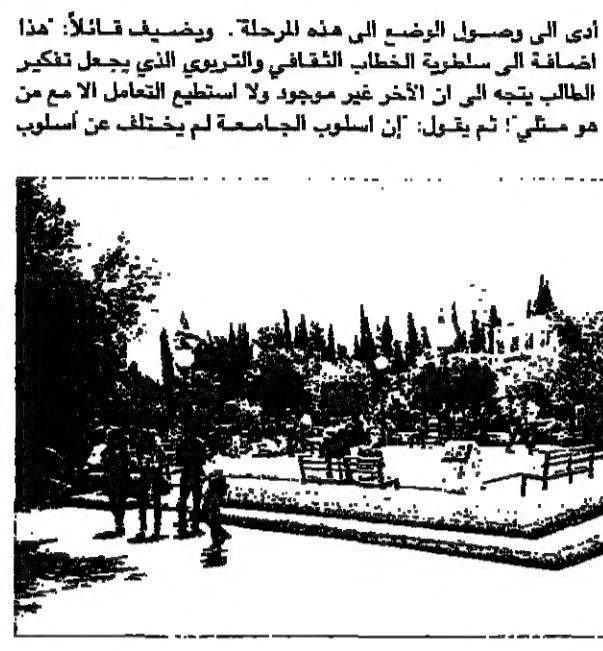 أدى الى وصول الوضع الى هذه المرحلة". ويضيف قائلاً: "هذا
اضافة الى سلطوية الخطاب الثقافي والتربوي الذي يجعل تفكير
الطالب يتجه الى ان الآخر غير موجود ولا استطيع التعامل الا مع من
هو مثلي"! ثم يقول: "إن اسلوب الجامعة لم يختلف عن أسلوب